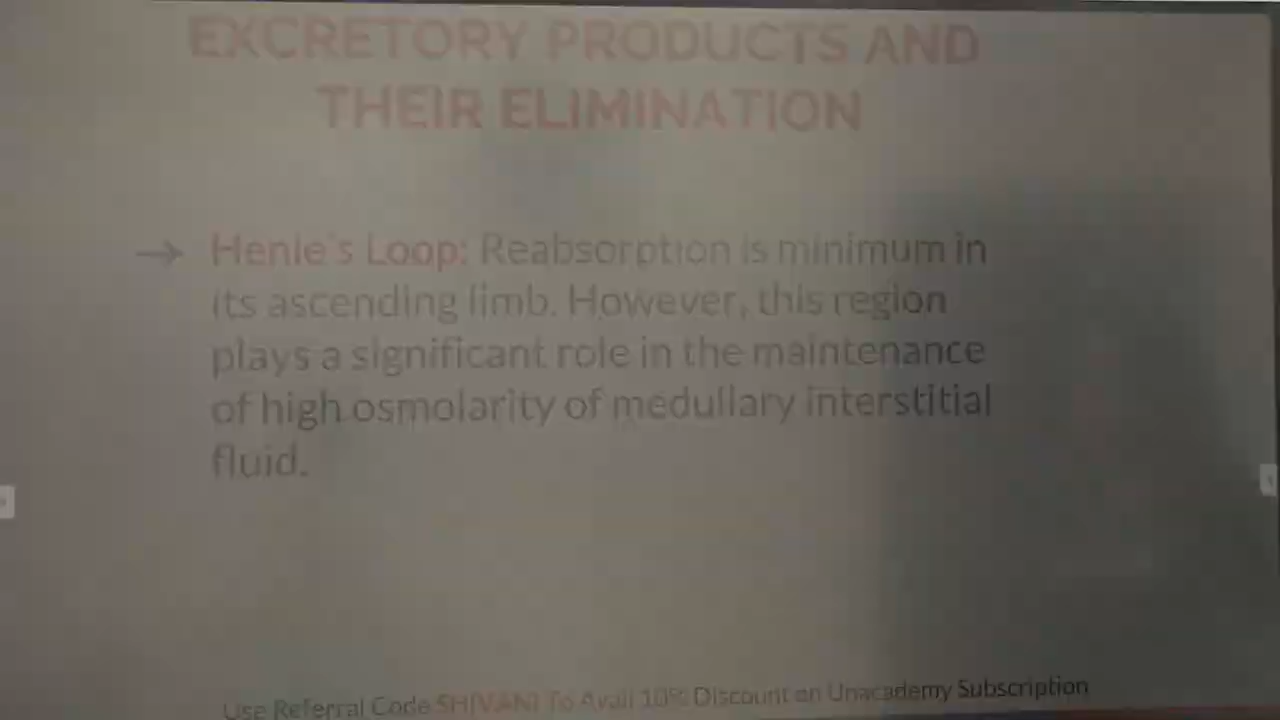 EXCRETORY PRODUCTS AND
THEIR ELIMINATION
→ Henle's Loop: Reabsorption is minimum in
its ascending limb. However, this region
plays a significant role in the maintenance
of high osmolarity of medullary interstitial
fluid.
Use Referral Code SHIVANI To Avail 10% Discount on Unacademy Subscription